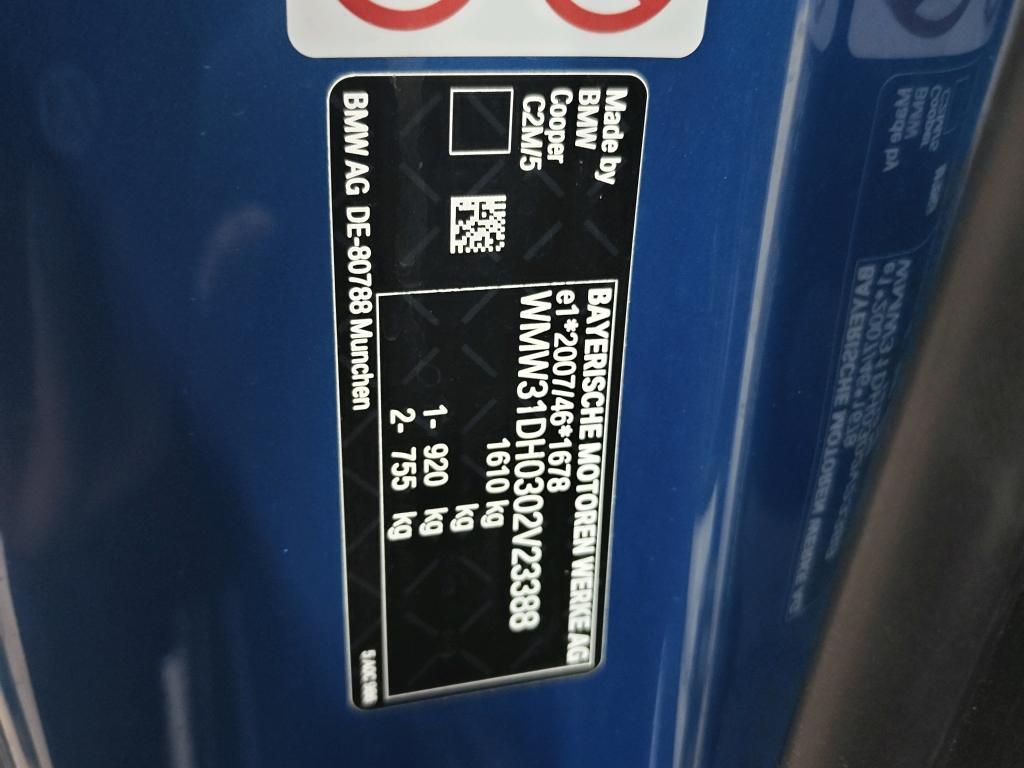 Made by
BMW
Cooper
C2M/5
BAYERISCHE MOTOREN WERKE AG
e1*2007/46*1678
WMW31DH0302V23388
1610 kg
kg
1- 920 kg
2- 755 kg
BMW AG DE-80788 Munchen